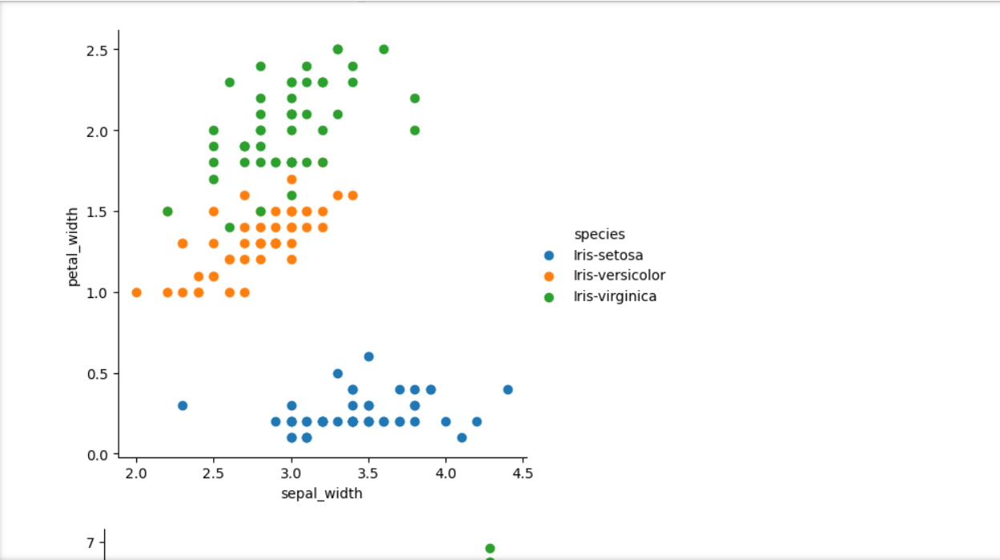 2.5
2.0
1.5
1.0
0.5
0.0
petal_width
2.0 2.5 3.0 3.5 4.0 4.5
sepal_width
species
Iris-setosa
Iris-versicolor
Iris-virginica
7